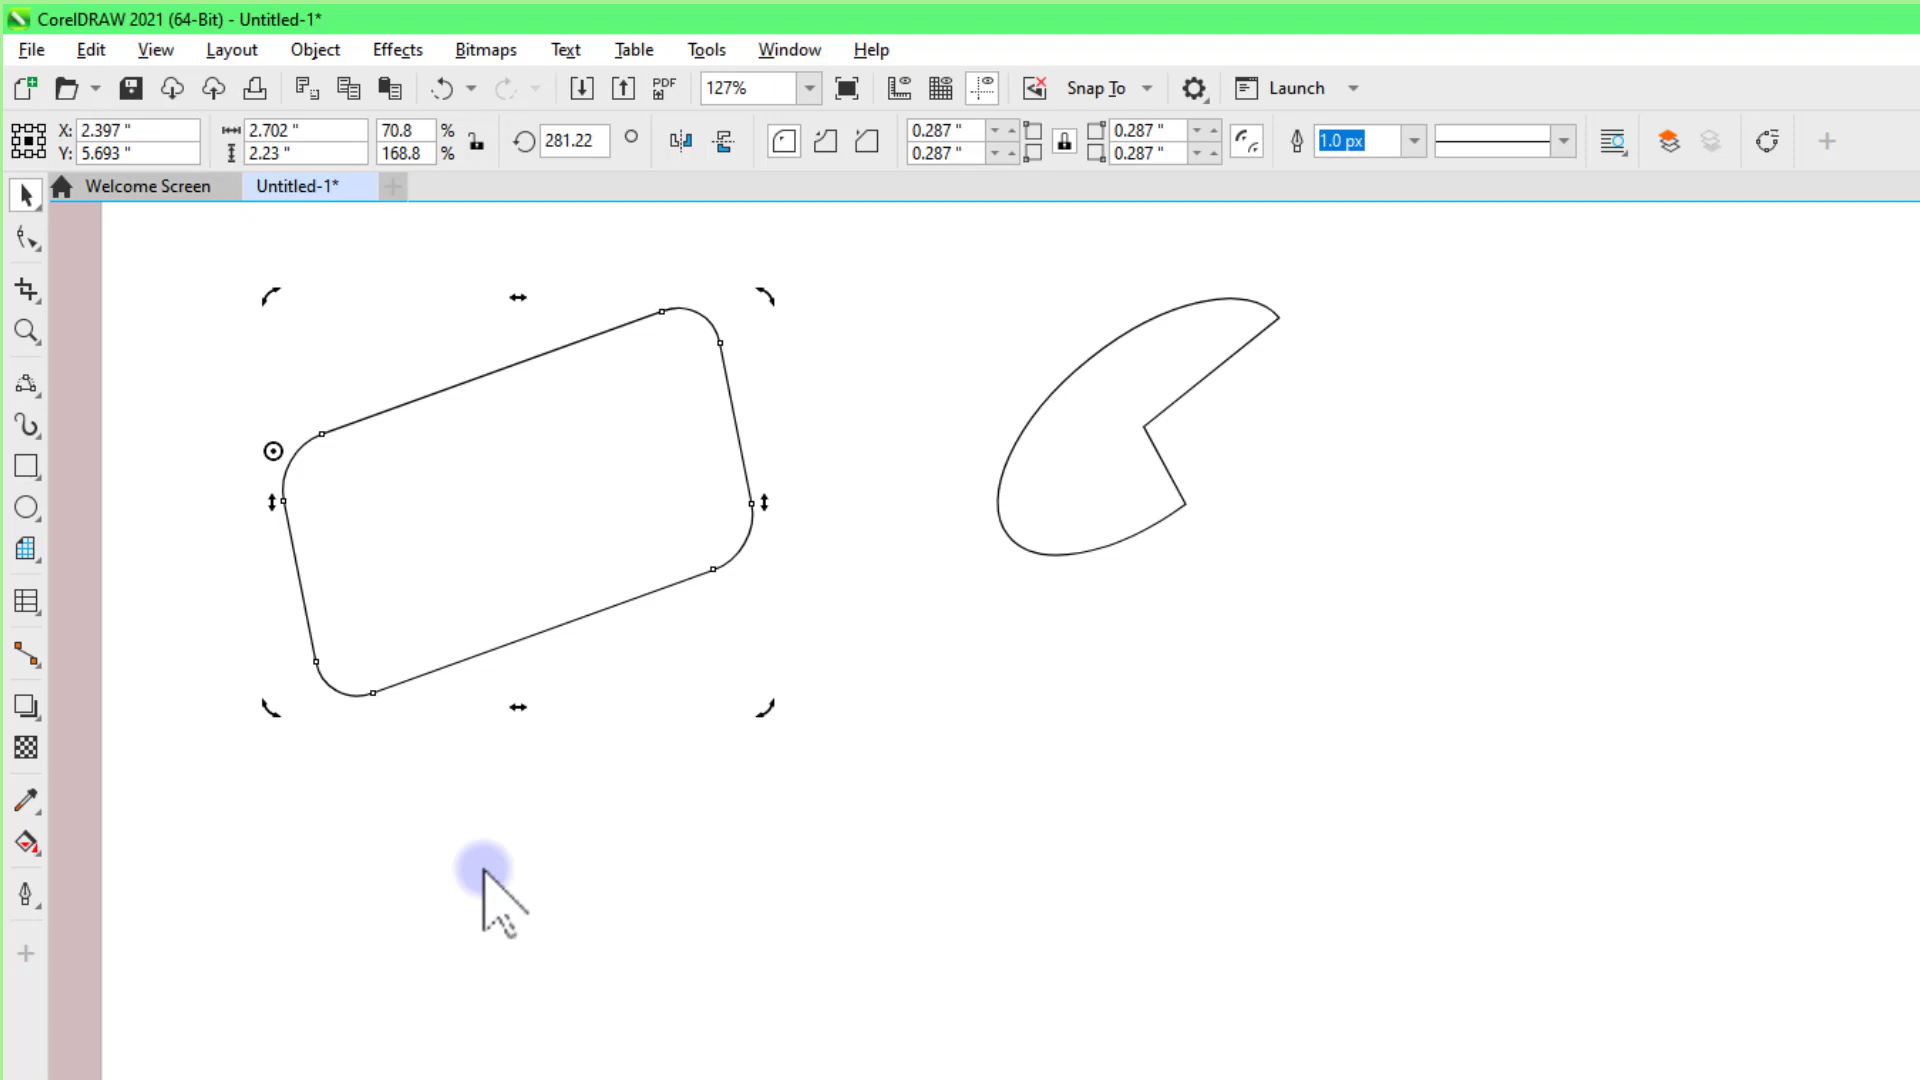 CorelDRAW 2021 (64-Bit) - Untitled-1*
File Edit View Layout Object Effects Bitmaps Text Table Tools Window Help
PDF 127% Snap To Launch
X: 2.397 " 2.702 " 70.8 % 281.22 0.287 " 0.287 " 1.0 px
Y: 5.693 " 2.23 " 168.8 % 0.287 " 0.287 "
Welcome Screen Untitled-1*